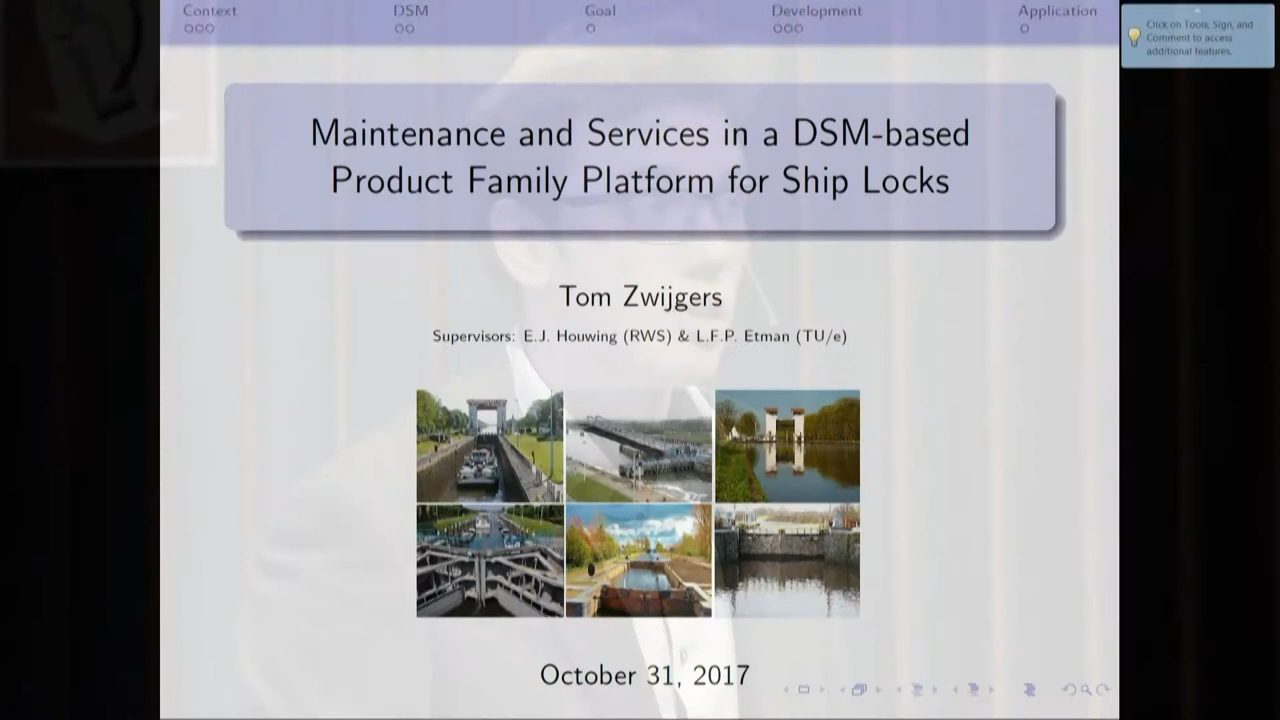 Context
DSM
Goal
Development
Application
Click on Tools, Sign, and
Comment to access
additional features.
Maintenance and Services in a DSM-based
Product Family Platform for Ship Locks
Tom Zwijgers
Supervisors: E.J. Houwing (RWS) & L.F.P. Etman (TU/e)
October 31, 2017